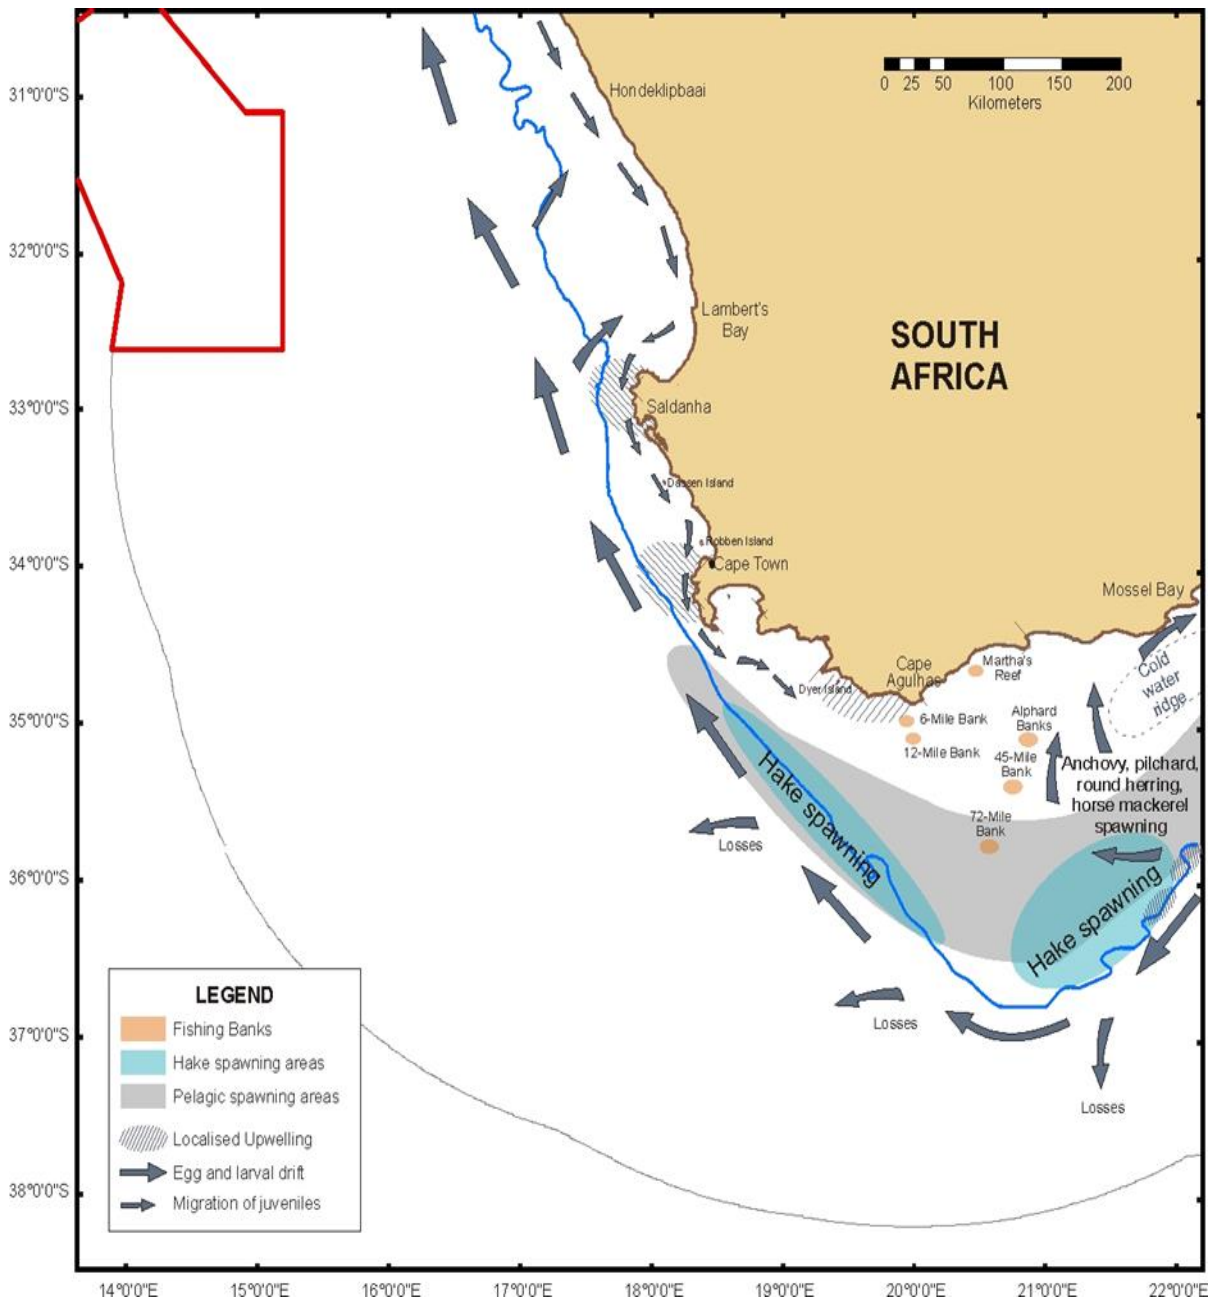 Hondeklipbaai
0 25 50 100 150 200
Kilometers
31°0'0"S
32°0'0"S
33°0'0"S
34°0'0"S
35°0'0"S
36°0'0"S
37°0'0"S
38°0'0"S
Lambert's
Bay
SOUTH
AFRICA
Saldanha
Dassen Island
Robben Island
Cape Town
Mossel Bay
Cape
Agulhas
Martha's
Reef
Cold
water
ridge
Dyer Island
6-Mile Bank
Alphard
Banks
12-Mile Bank
45-Mile
Bank
Anchovy, pilchard,
round herring,
horse mackerel
spawning
72-Mile
Bank
Hake spawning
Hake spawning
Losses
Losses
Losses
LEGEND
Fishing Banks
Hake spawning areas
Pelagic spawning areas
Localised Upwelling
Egg and larval drift
Migration of juveniles
14°0'0"E 15°0'0"E 16°0'0"E 17°0'0"E 18°0'0"E 19°0'0"E 20°0'0"E 21°0'0"E 22°0'0"E